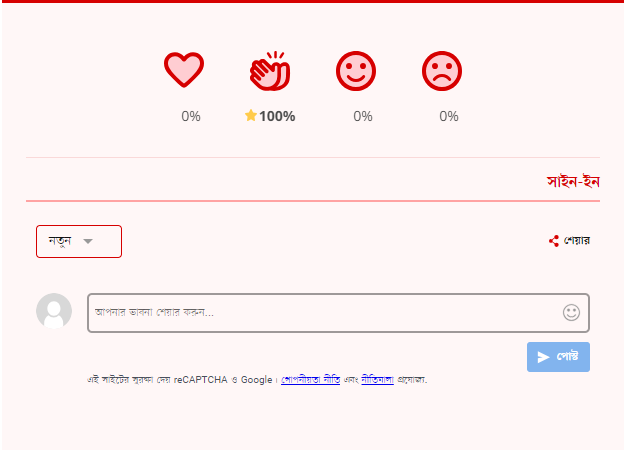 0% 100% 0% 0%
সাইন-ইন
নতুন শেয়ার
আপনার ভাবনা শেয়ার করুন...
পোস্ট
এই সাইটের সুরক্ষা দেয় reCAPTCHA ও Google। গোপনীয়তা নীতি এবং নীতিমালা প্রযোজ্য.